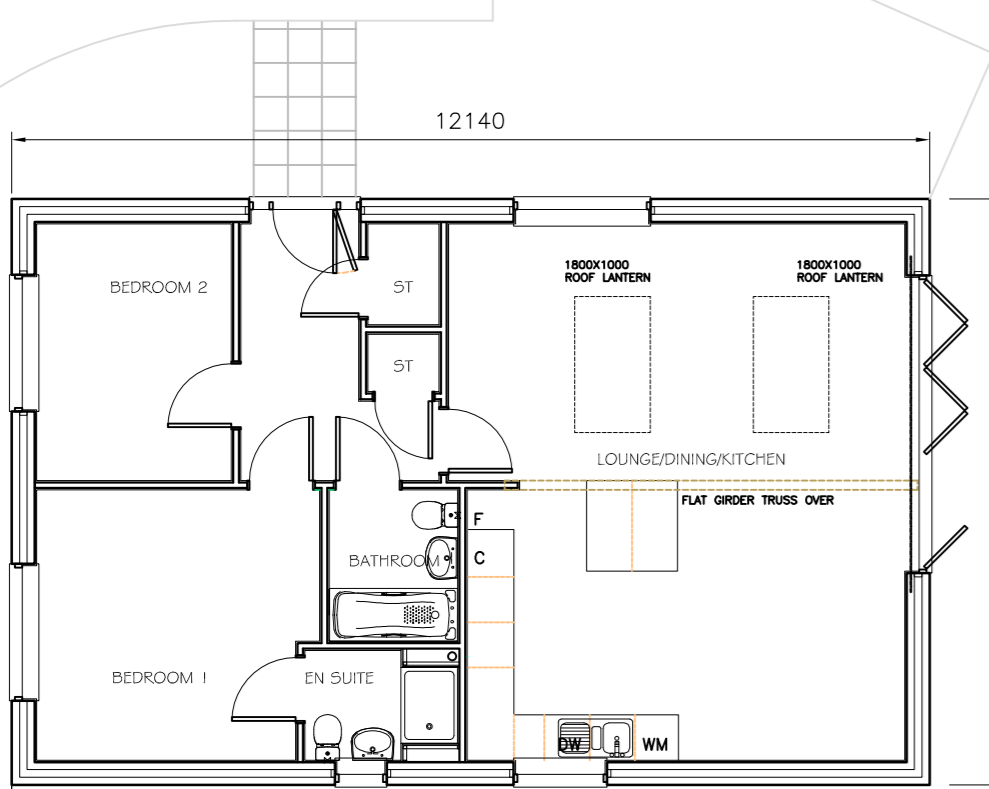 12140
1800X1000
ROOF LANTERN
1800X1000
ROOF LANTERN
BEDROOM 2
ST
ST
LOUNGE/DINING/KITCHEN
FLAT GIRDER TRUSS OVER
F
C
BATHROOM
BEDROOM 1
EN SUITE
DW
WM